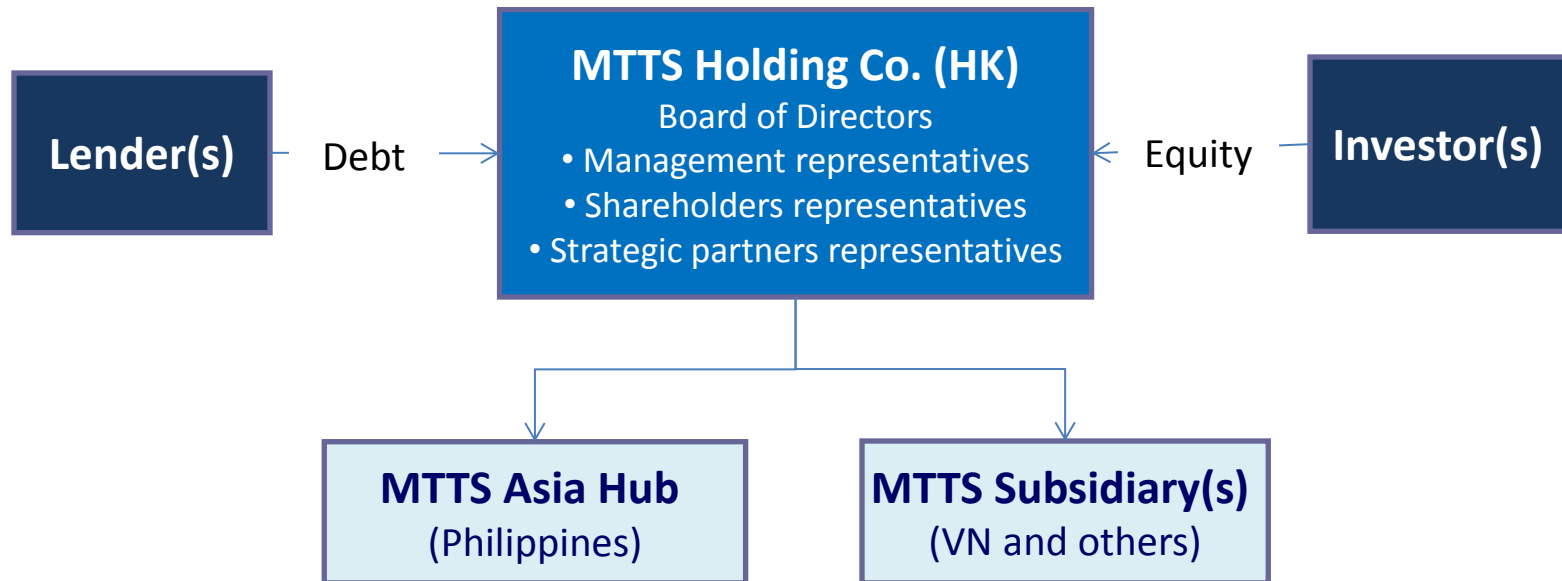 MTTS Holding Co. (HK)
Board of Directors
• Management representatives
• Shareholders representatives
• Strategic partners representatives
Lender(s)
Debt
Equity
Investor(s)
MTTS Asia Hub
(Philippines)
MTTS Subsidiary(s)
(VN and others)